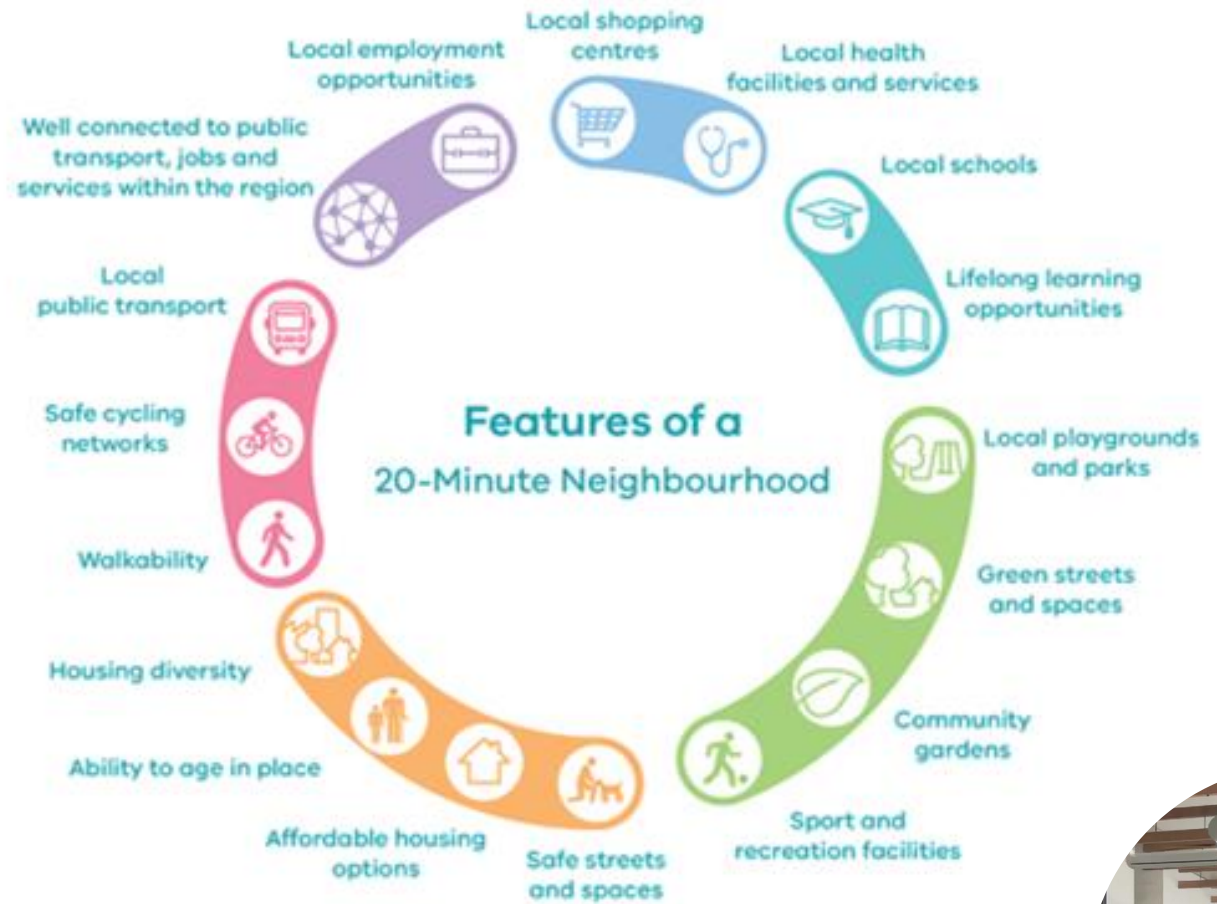 Features of a
20-Minute Neighbourhood
Local shopping
centres
Local health
facilities and services
Local schools
Lifelong learning
opportunities
Local playgrounds
and parks
Green streets
and spaces
Community
gardens
Sport and
recreation facilities
Safe streets
and spaces
Affordable housing
options
Ability to age in place
Housing diversity
Walkability
Safe cycling
networks
Local
public transport
Well connected to public
transport, jobs and
services within the region
Local employment
opportunities